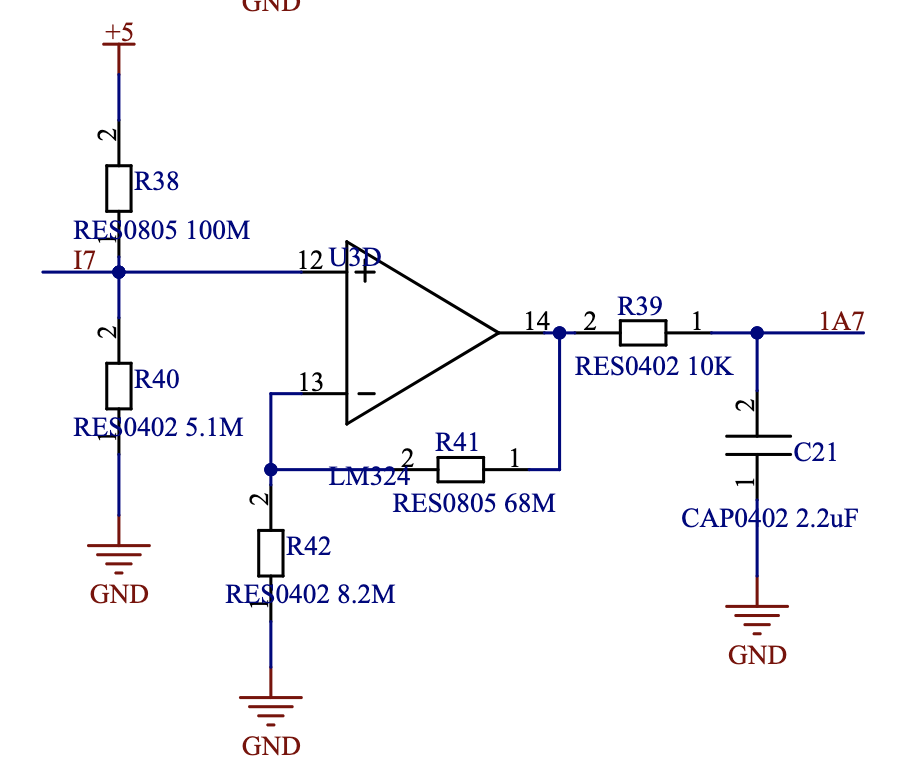 GND
+5
2
R38
RES0805 100M
1
I7
12
U3D
+
14
2
R39
1
1A7
RES0402 10K
2
R40
RES0402 5.1M
1
13
−
2
C21
1
CAP0402 2.2uF
2
R41
1
LM324
RES0805 68M
2
R42
RES0402 8.2M
1
GND
GND
GND